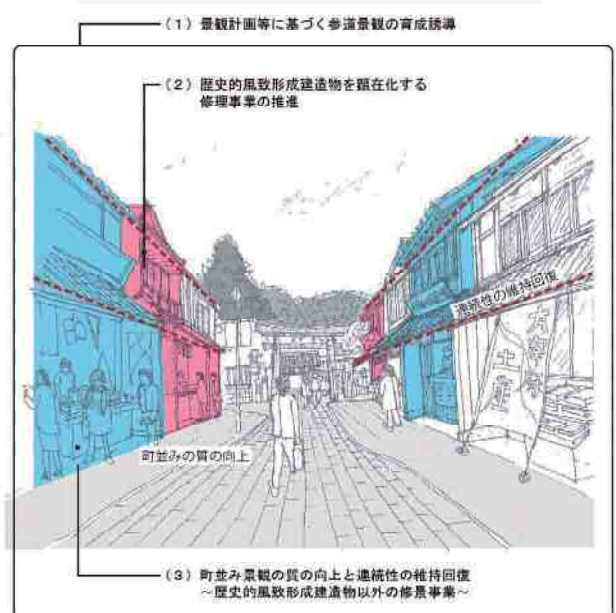 （1）景観計画等に基づく参道景観の育成誘導
（2）歴史的風致形成建造物を顕在化する
修理事業の推進
連続性の維持回復
土産
町並みの質の向上
（3）町並み景観の質の向上と連続性の維持回復
～歴史的風致形成建造物以外の修景事業～